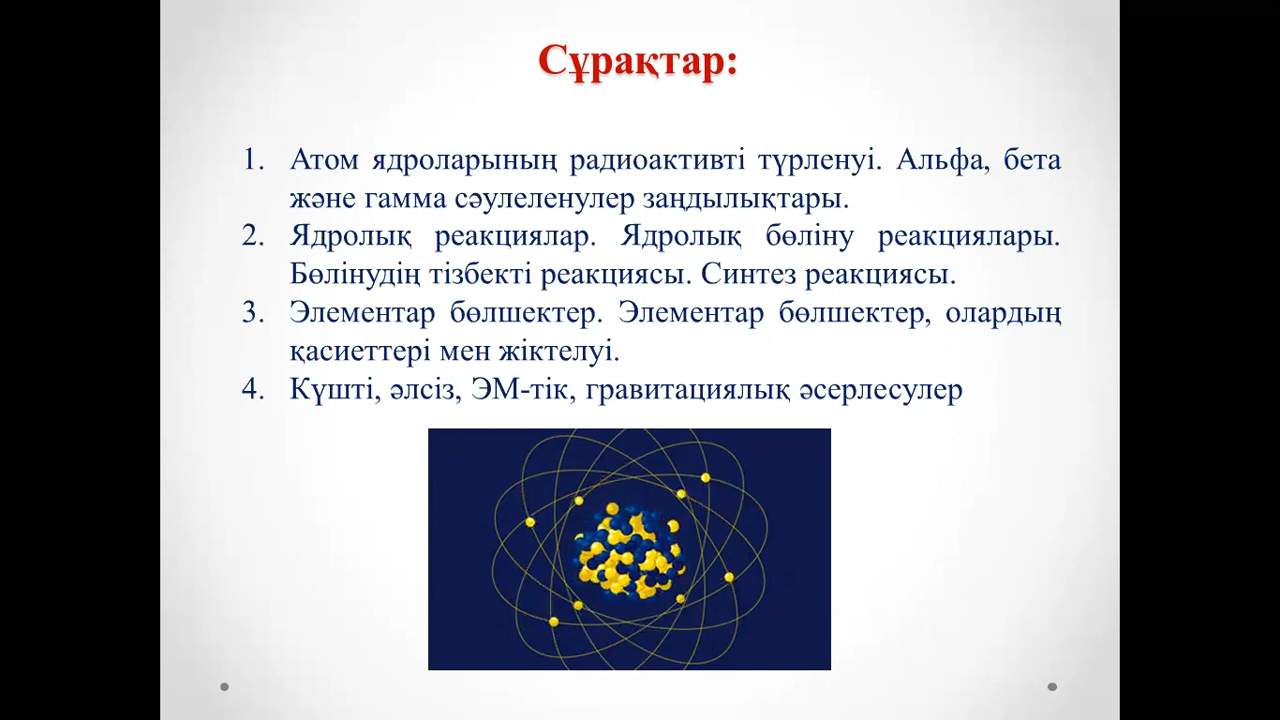 Сұрақтар:
1. Атом ядроларының радиоактивті түрленуі. Альфа, бета
және гамма сәулеленулер заңдылықтары.
2. Ядролық реакциялар. Ядролық бөліну реакциялары.
Бөлінудің тізбекті реакциясы. Синтез реакциясы.
3. Элементар бөлшектер. Элементар бөлшектер, олардың
қасиеттері мен жіктелуі.
4. Күшті, әлсіз, ЭМ-тік, гравитациялық әсерлесулер